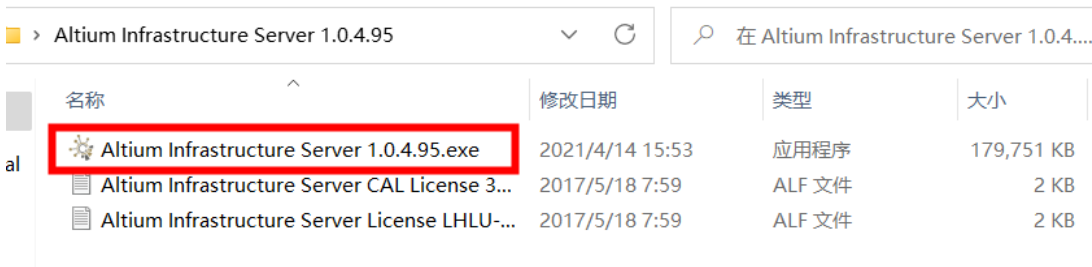 Altium Infrastructure Server 1.0.4.95 在 Altium Infrastructure Server 1.0.4....
名称 修改日期 类型 大小
Altium Infrastructure Server 1.0.4.95.exe 2021/4/14 15:53 应用程序 179,751 KB
al
Altium Infrastructure Server CAL License 3... 2017/5/18 7:59 ALF 文件 2 KB
Altium Infrastructure Server License LHLU-... 2017/5/18 7:59 ALF 文件 2 KB